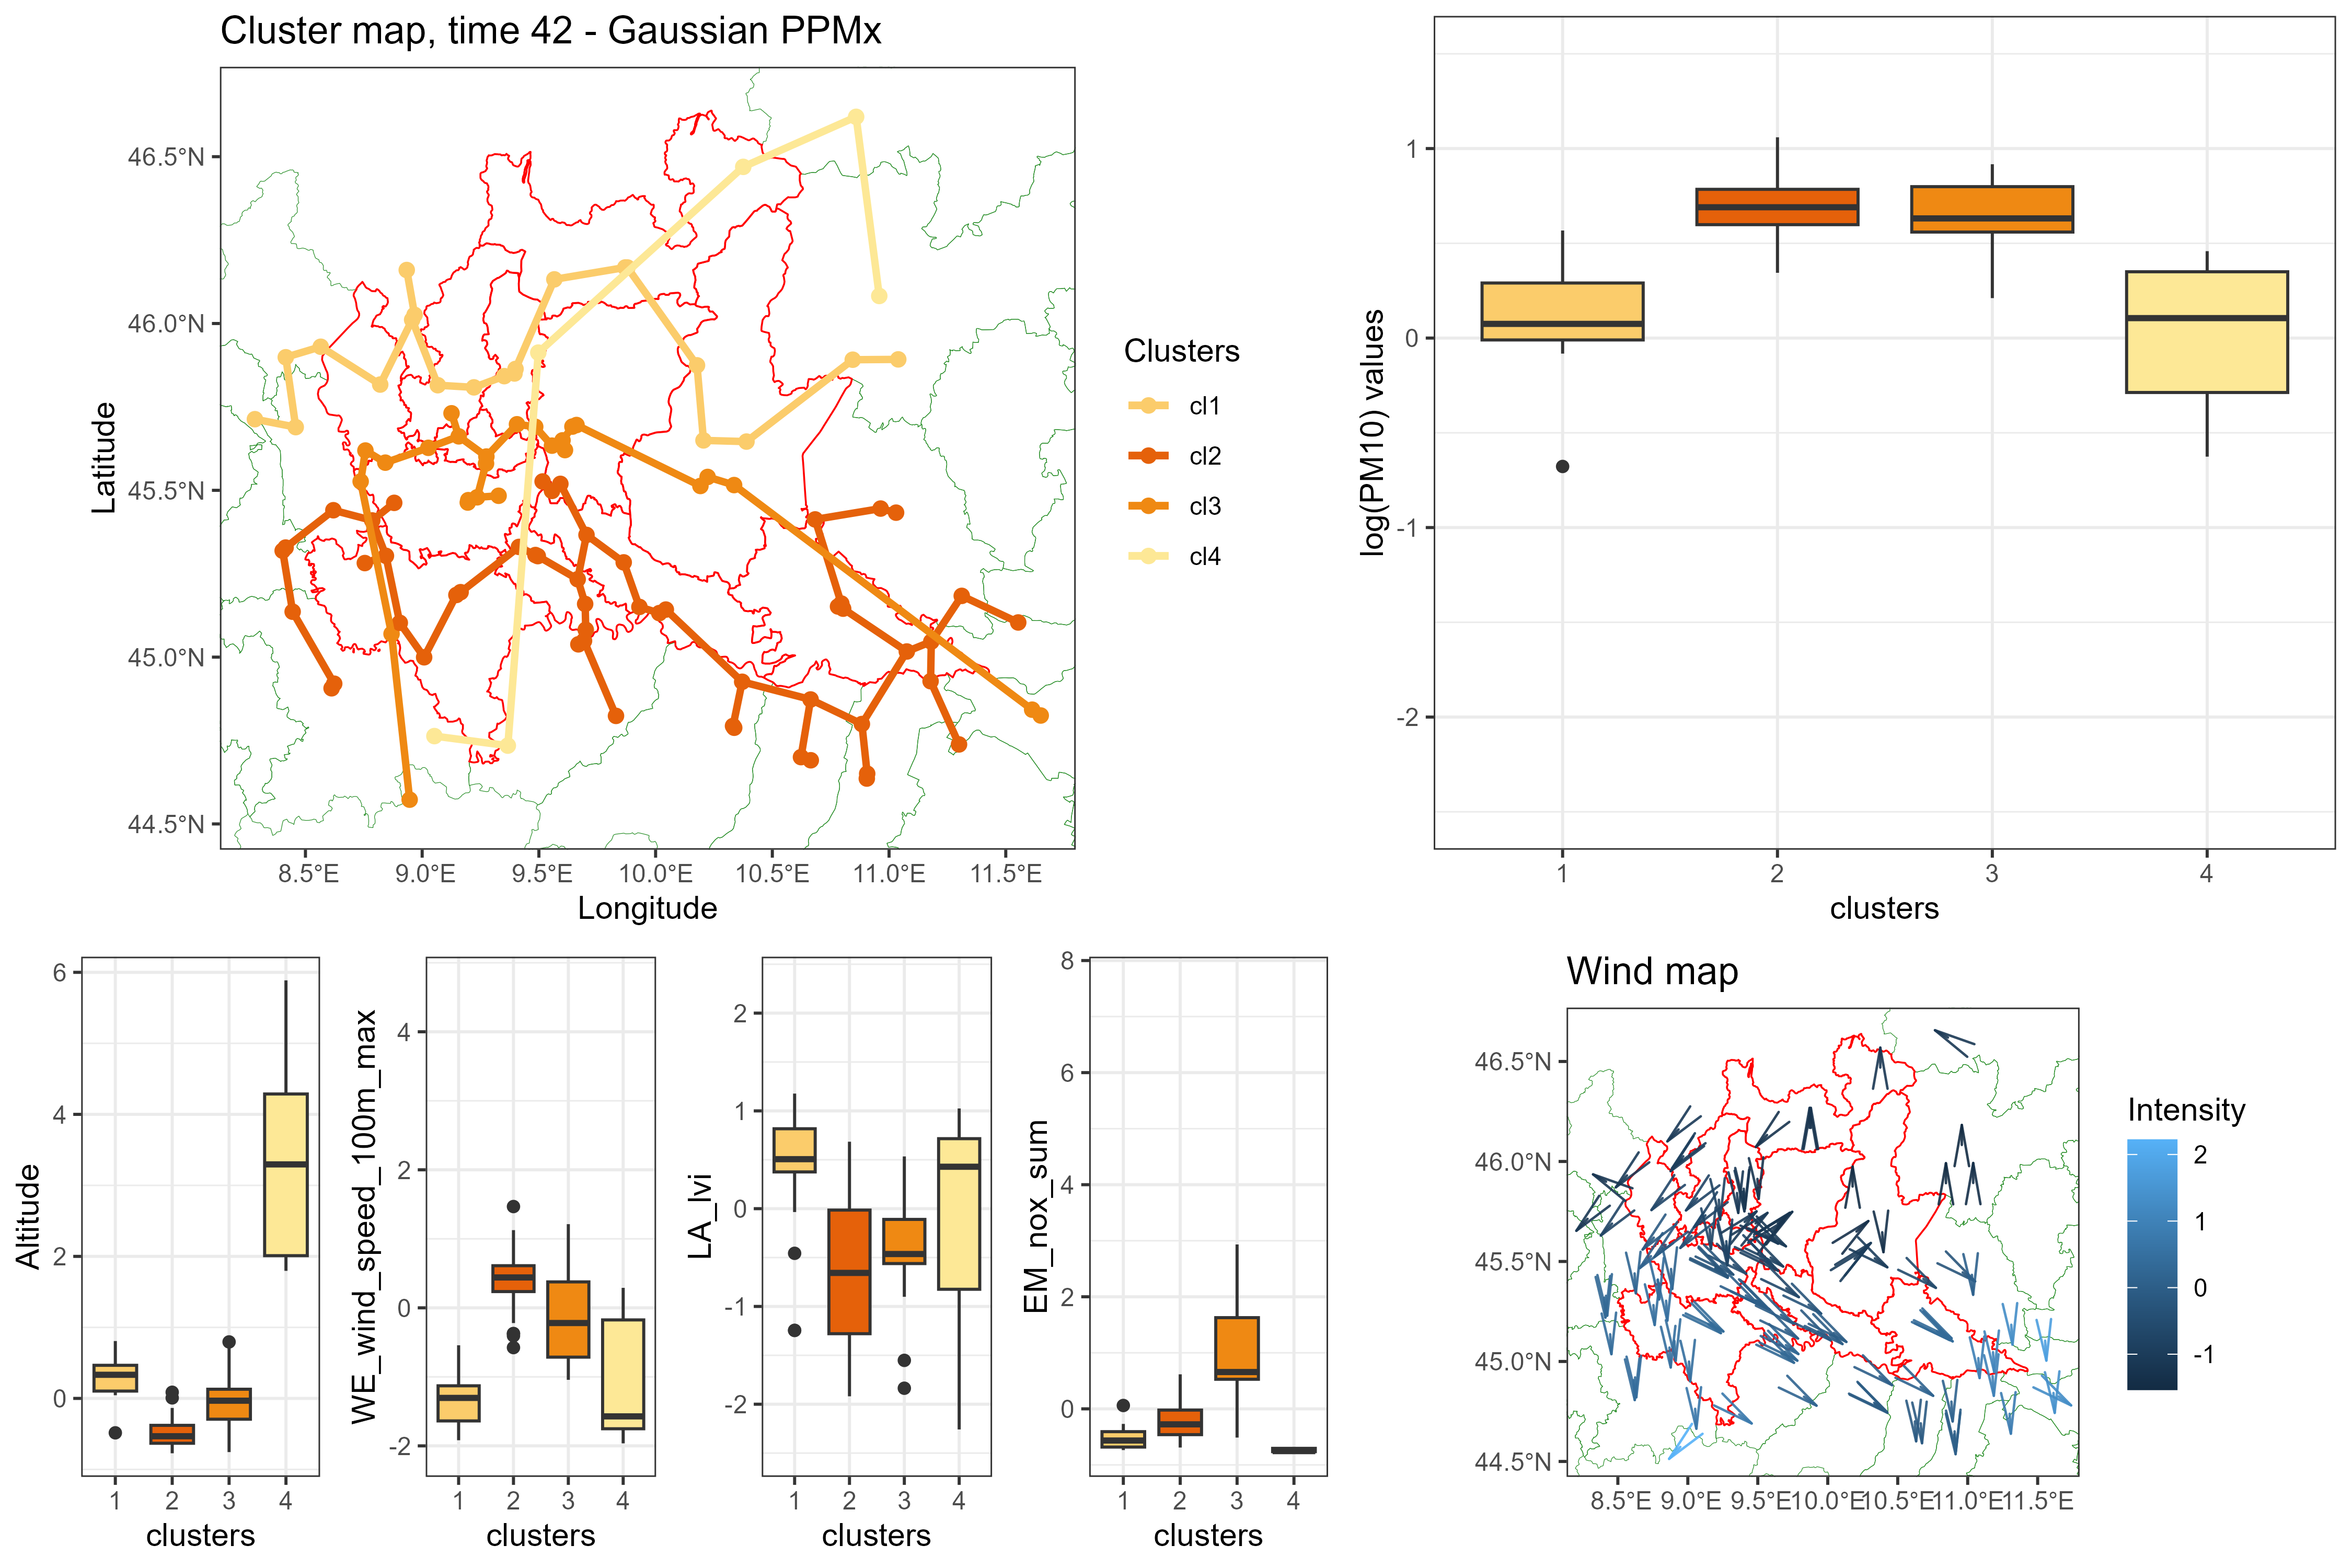 Cluster map, time 42 - Gaussian PPMx
Latitude
46.5°N
46.0°N
45.5°N
45.0°N
44.5°N
8.5°E 9.0°E 9.5°E 10.0°E 10.5°E 11.0°E 11.5°E
Longitude
Clusters
cl1
cl2
cl3
cl4
log(PM10) values
1
0
-1
-2
1 2 3 4
clusters
Altitude
6
4
2
0
1 2 3 4
clusters
WE_wind_speed_100m_max
4
2
0
-2
1 2 3 4
clusters
LA_lvi
2
1
0
-1
-2
1 2 3 4
clusters
EM_nox_sum
8
6
4
2
0
1 2 3 4
clusters
Wind map
46.5°N
46.0°N
45.5°N
45.0°N
44.5°N
8.5°E 9.0°E 9.5°E 10.0°E 10.5°E 11.0°E 11.5°E
Intensity
2
1
0
-1